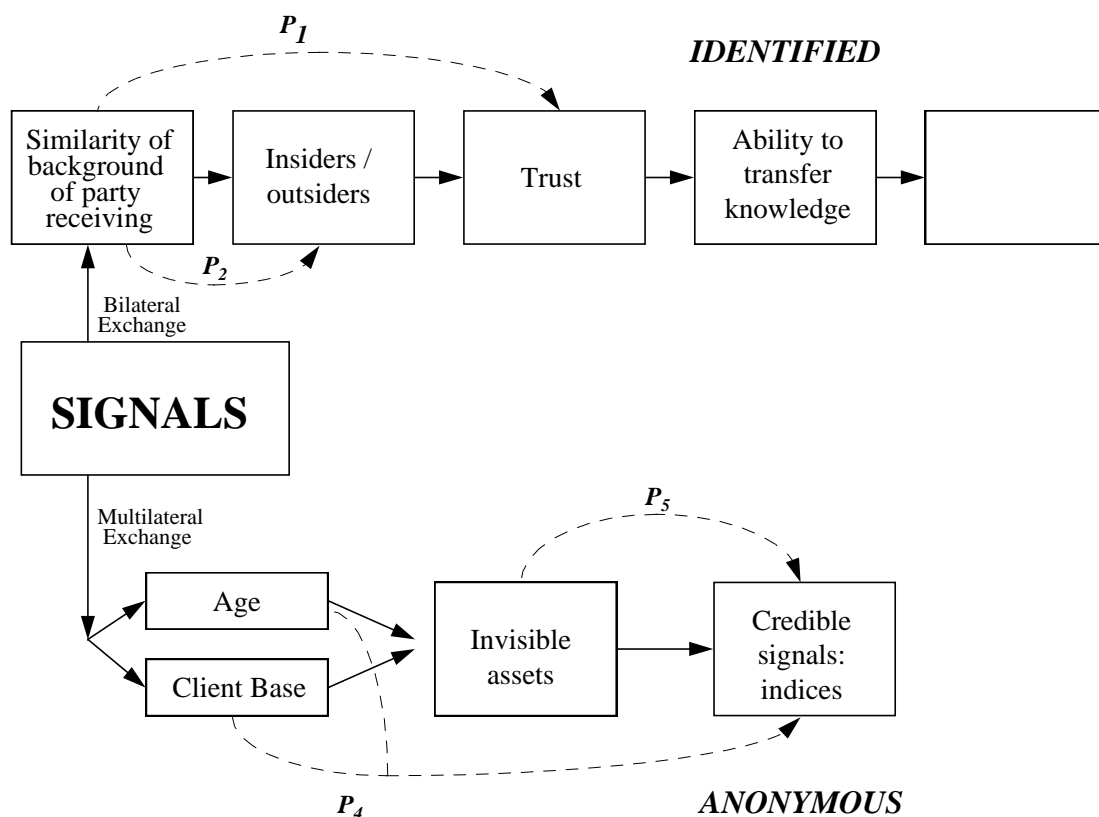 P1
IDENTIFIED
Similarity of
background
of party
receiving
Insiders /
outsiders
Trust
Ability to
transfer
knowledge
P2
Bilateral
Exchange
SIGNALS
Multilateral
Exchange
P5
Age
Client Base
Invisible
assets
Credible
signals:
indices
P4
ANONYMOUS